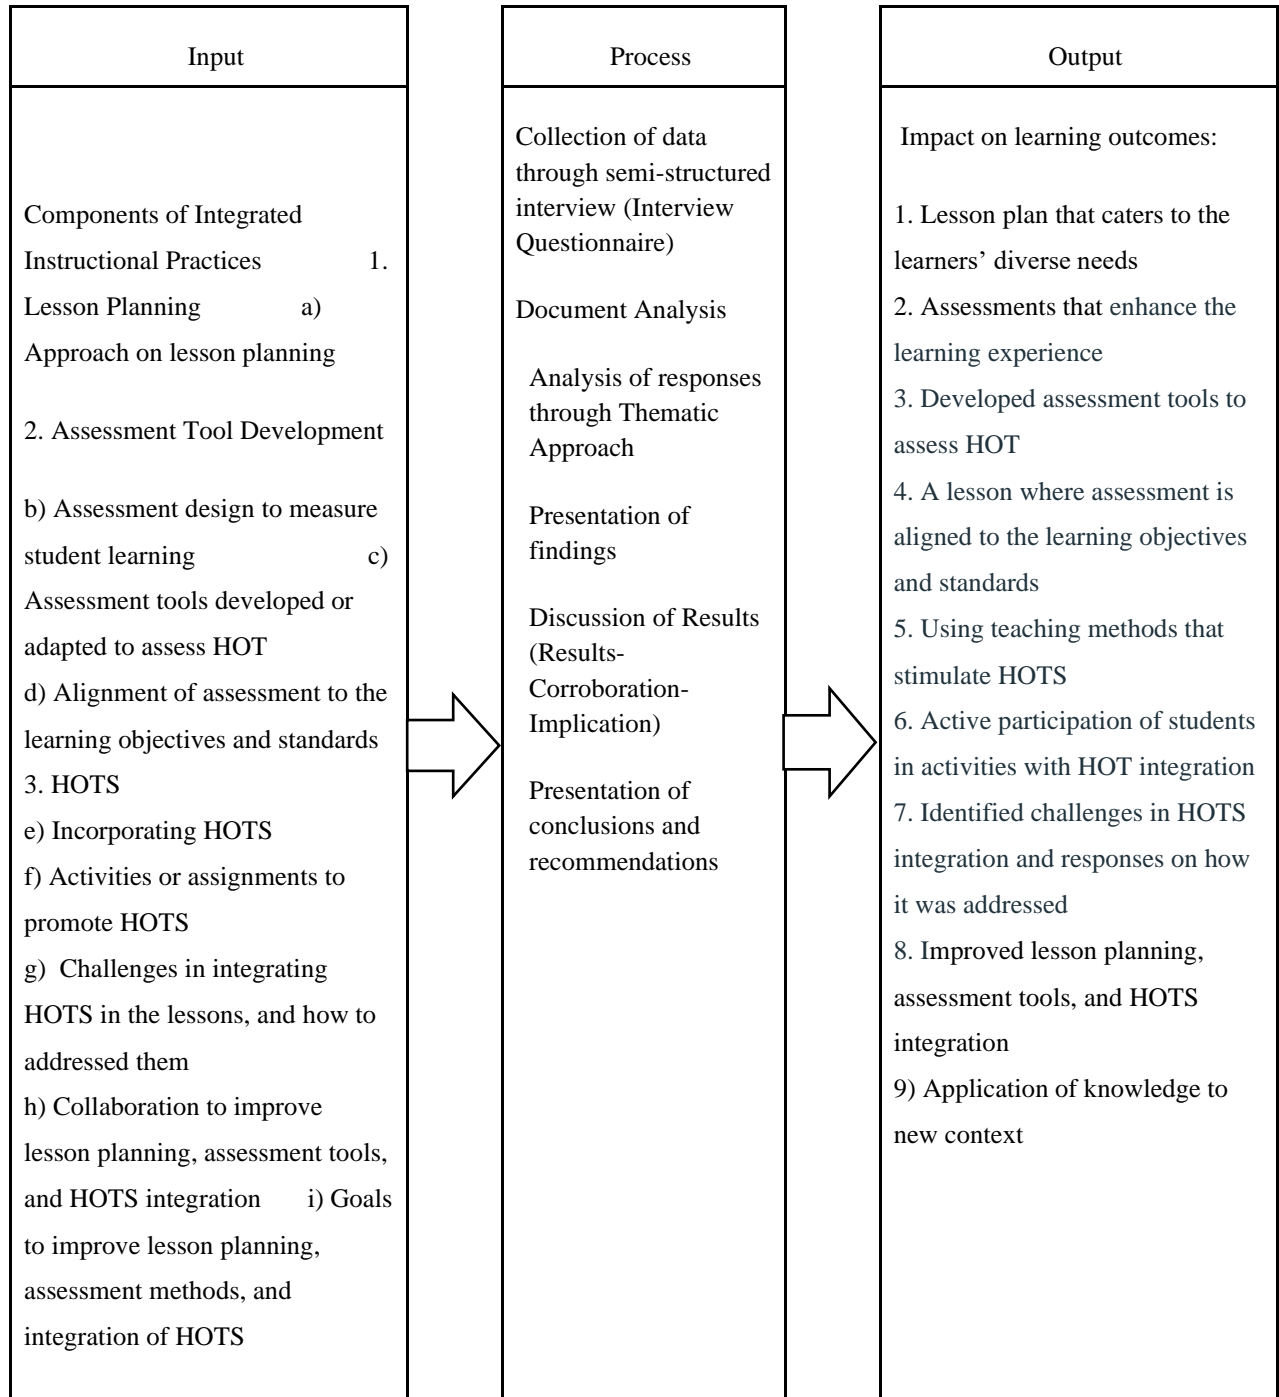 Input
Components of Integrated
Instructional Practices 1.
Lesson Planning a)
Approach on lesson planning
2. Assessment Tool Development
b) Assessment design to measure
student learning c)
Assessment tools developed or
adapted to assess HOT
d) Alignment of assessment to the
learning objectives and standards
3. HOTS
e) Incorporating HOTS
f) Activities or assignments to
promote HOTS
g) Challenges in integrating
HOTS in the lessons, and how to
addressed them
h) Collaboration to improve
lesson planning, assessment tools,
and HOTS integration i) Goals
to improve lesson planning,
assessment methods, and
integration of HOTS
Process
Collection of data
through semi-structured
interview (Interview
Questionnaire)
Document Analysis
Analysis of responses
through Thematic
Approach
Presentation of
findings
Discussion of Results
(Results-
Corroboration-
Implication)
Presentation of
conclusions and
recommendations
Output
Impact on learning outcomes:
1. Lesson plan that caters to the
learners’ diverse needs
2. Assessments that enhance the
learning experience
3. Developed assessment tools to
assess HOT
4. A lesson where assessment is
aligned to the learning objectives
and standards
5. Using teaching methods that
stimulate HOTS
6. Active participation of students
in activities with HOT integration
7. Identified challenges in HOTS
integration and responses on how
it was addressed
8. Improved lesson planning,
assessment tools, and HOTS
integration
9) Application of knowledge to
new context